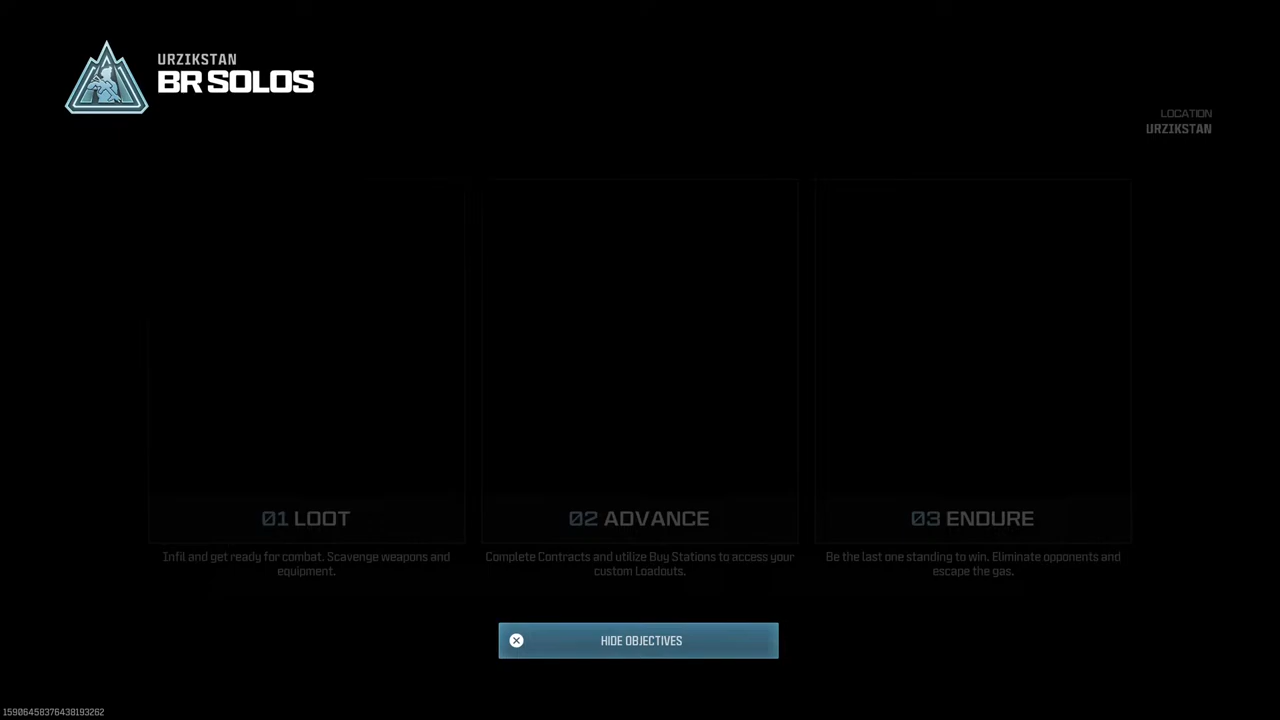 URZIKSTAN
BR SOLOS
LOCATION
URZIKSTAN
01 LOOT
Infil and get ready for combat. Scavenge weapons and
equipment.
02 ADVANCE
Complete Contracts and utilize Buy Stations to access your
custom Loadouts.
03 ENDURE
Be the last one standing to win. Eliminate opponents and
escape the gas.
HIDE OBJECTIVES
15906458376438193262